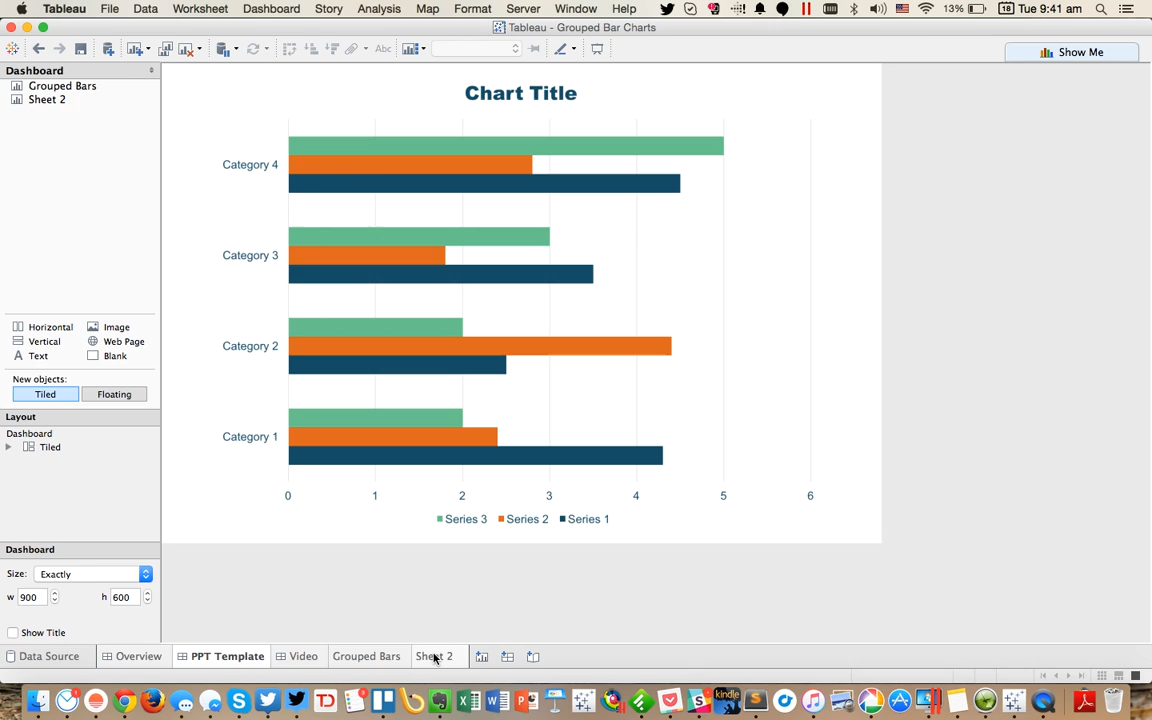 Tableau File Data Worksheet Dashboard Story Analysis Map Format Server Window Help 13% 18 Tue 9:41 am
Tableau - Grouped Bar Charts
Abc Show Me
Dashboard
Grouped Bars
Sheet 2
Chart Title
Category 4
Category 3
Category 2
Category 1
0 1 2 3 4 5 6
Series 3 Series 2 Series 1
Horizontal Image
Vertical Web Page
A Text Blank
New objects:
Tiled Floating
Layout
Dashboard
Tiled
Dashboard
Size: Exactly
w 900 h 600
Show Title
Data Source Overview PPT Template Video Grouped Bars Sheet 2